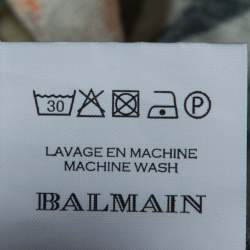 30 P
LAVAGE EN MACHINE
MACHINE WASH
BALMAIN